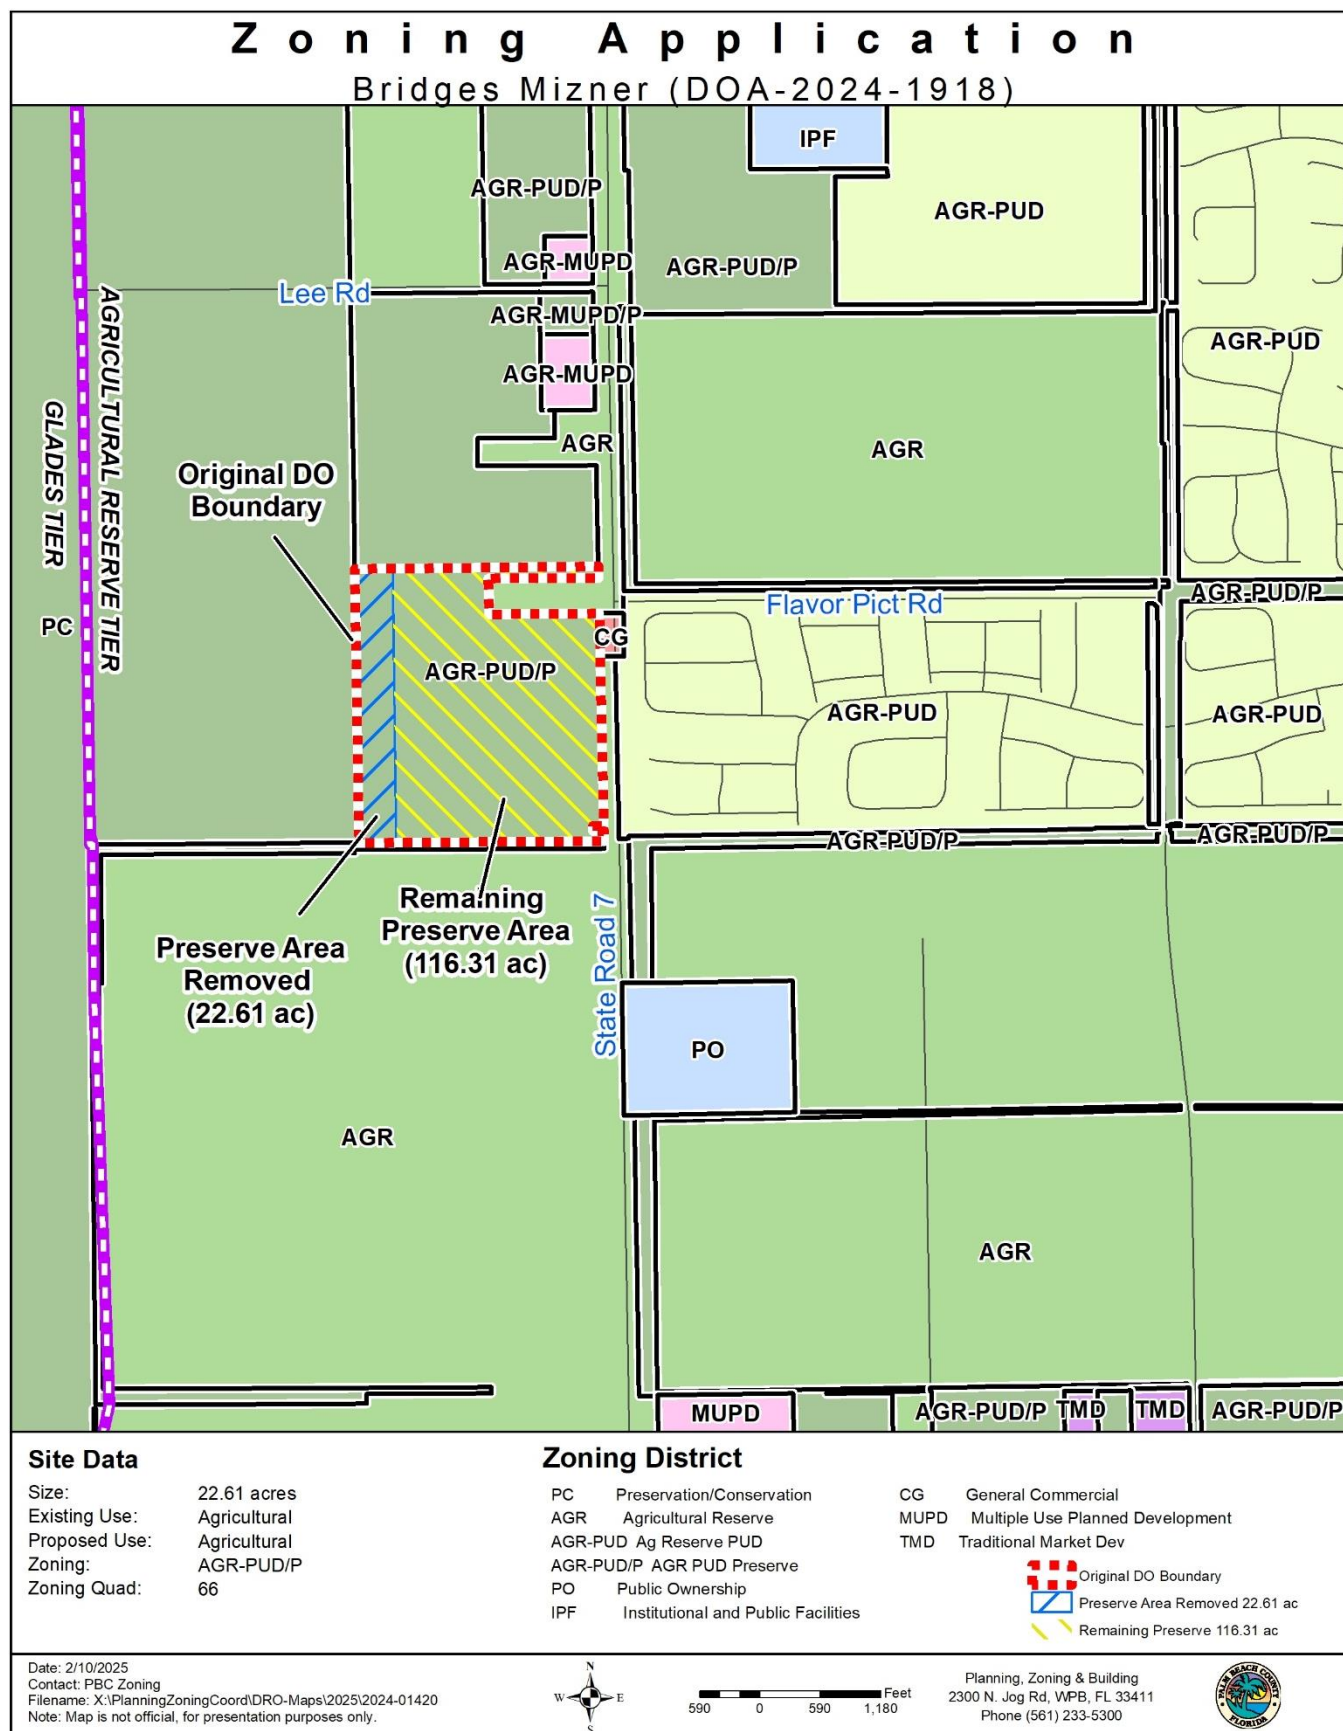 Zoning Application
Bridges Mizner (DOA-2024-1918)
IPF
AGR-PUD/P
AGR-PUD
AGR-MUPD
AGR-PUD/P
Lee Rd
AGR-MUPD/P
AGR-PUD
AGR-MUPD
AGRICULTURAL RESERVE TIER
GLADES TIER
AGR
AGR
Original DO
Boundary
AGR-PUD/P
Flavor Pict Rd
PC
CG
AGR-PUD/P
AGR-PUD
AGR-PUD
AGR-PUD/P
AGR-PUD/P
Remaining
Preserve Area
(116.31 ac)
Preserve Area
Removed
(22.61 ac)
State Road 7
PO
AGR
AGR
MUPD
AGR-PUD/P
TMD
TMD
AGR-PUD/P
Site Data
Size: 22.61 acres
Existing Use: Agricultural
Proposed Use: Agricultural
Zoning: AGR-PUD/P
Zoning Quad: 66
Zoning District
PC Preservation/Conservation
AGR Agricultural Reserve
AGR-PUD Ag Reserve PUD
AGR-PUD/P AGR PUD Preserve
PO Public Ownership
IPF Institutional and Public Facilities
CG General Commercial
MUPD Multiple Use Planned Development
TMD Traditional Market Dev
Original DO Boundary
Preserve Area Removed 22.61 ac
Remaining Preserve 116.31 ac
Date: 2/10/2025
Contact: PBC Zoning
Filename: X:\PlanningZoningCoord\DRO-Maps\2025\2024-01420
Note: Map is not official, for presentation purposes only.
N
W E
S
Feet
590 0 590 1,180
Planning, Zoning & Building
2300 N. Jog Rd, WPB, FL 33411
Phone (561) 233-5300
PALM BEACH COUNTY
FLORIDA